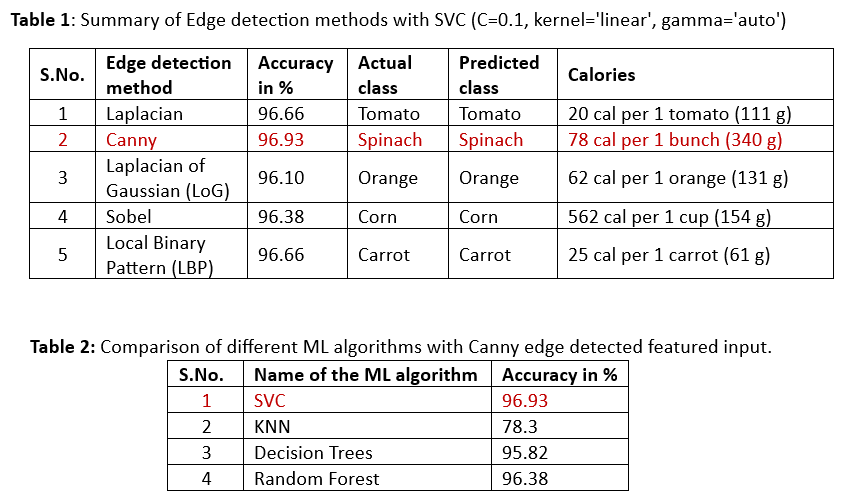 Table 1: Summary of Edge detection methods with SVC (C=0.1, kernel='linear', gamma='auto')
S.No. Edge detection method Accuracy in % Actual class Predicted class Calories
1 Laplacian 96.66 Tomato Tomato 20 cal per 1 tomato (111 g)
2 Canny 96.93 Spinach Spinach 78 cal per 1 bunch (340 g)
3 Laplacian of Gaussian (LoG) 96.10 Orange Orange 62 cal per 1 orange (131 g)
4 Sobel 96.38 Corn Corn 562 cal per 1 cup (154 g)
5 Local Binary Pattern (LBP) 96.66 Carrot Carrot 25 cal per 1 carrot (61 g)
Table 2: Comparison of different ML algorithms with Canny edge detected featured input.
S.No. Name of the ML algorithm Accuracy in %
1 SVC 96.93
2 KNN 78.3
3 Decision Trees 95.82
4 Random Forest 96.38